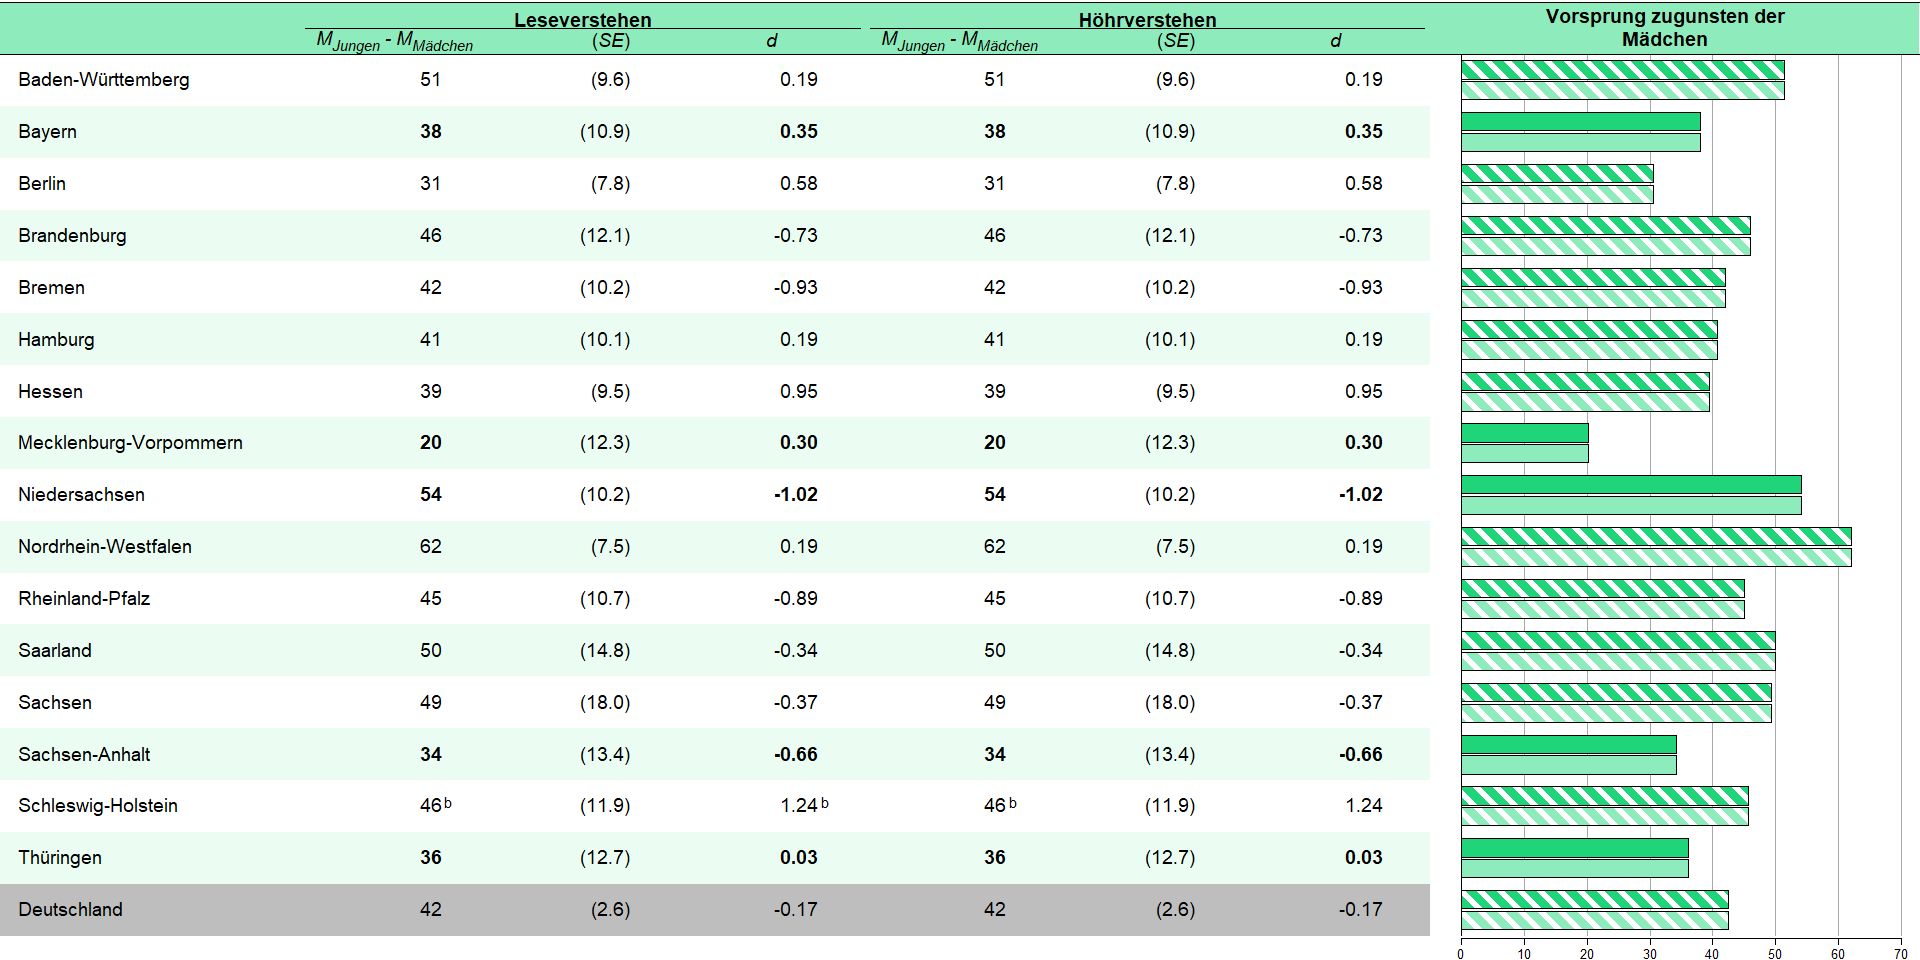 Leseverstehen Höhrverstehen Vorsprung zugunsten der Mädchen
MJungen - MMädchen (SE) d MJungen - MMädchen (SE) d
Baden-Württemberg 51 (9.6) 0.19 51 (9.6) 0.19
Bayern 38 (10.9) 0.35 38 (10.9) 0.35
Berlin 31 (7.8) 0.58 31 (7.8) 0.58
Brandenburg 46 (12.1) -0.73 46 (12.1) -0.73
Bremen 42 (10.2) -0.93 42 (10.2) -0.93
Hamburg 41 (10.1) 0.19 41 (10.1) 0.19
Hessen 39 (9.5) 0.95 39 (9.5) 0.95
Mecklenburg-Vorpommern 20 (12.3) 0.30 20 (12.3) 0.30
Niedersachsen 54 (10.2) -1.02 54 (10.2) -1.02
Nordrhein-Westfalen 62 (7.5) 0.19 62 (7.5) 0.19
Rheinland-Pfalz 45 (10.7) -0.89 45 (10.7) -0.89
Saarland 50 (14.8) -0.34 50 (14.8) -0.34
Sachsen 49 (18.0) -0.37 49 (18.0) -0.37
Sachsen-Anhalt 34 (13.4) -0.66 34 (13.4) -0.66
Schleswig-Holstein 46 b (11.9) 1.24 b 46 b (11.9) 1.24
Thüringen 36 (12.7) 0.03 36 (12.7) 0.03
Deutschland 42 (2.6) -0.17 42 (2.6) -0.17
0 10 20 30 40 50 60 70